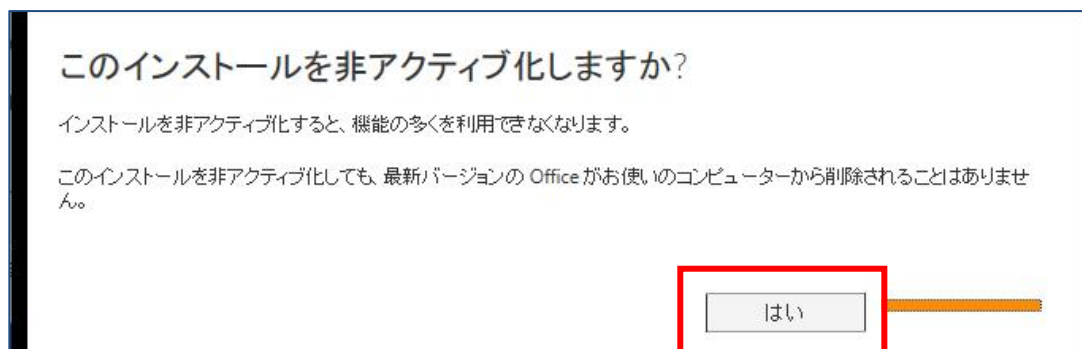 このインストールを非アクティブ化しますか?
インストールを非アクティブ化すると、機能の多くを利用できなくなります。
このインストールを非アクティブ化しても、最新バージョンの Office がお使いのコンピューターから削除されることはありませ
ん。
はい